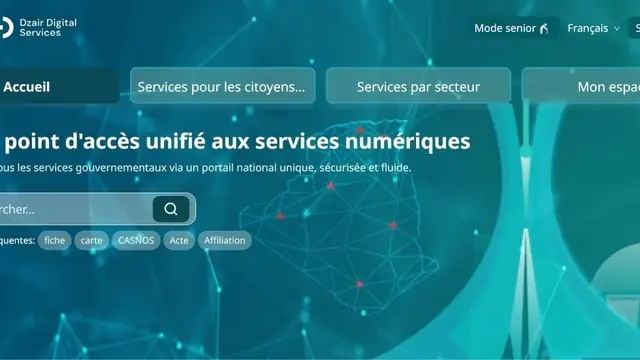 Dzair Digital
Services
Mode senior
Français
S
Accueil
Services pour les citoyens...
Services par secteur
Mon espac
point d'accès unifié aux services numériques
ous les services gouvernementaux via un portail national unique, sécurisée et fluide.
rcher...
quentes: fiche carte CASNOS Acte Affiliation